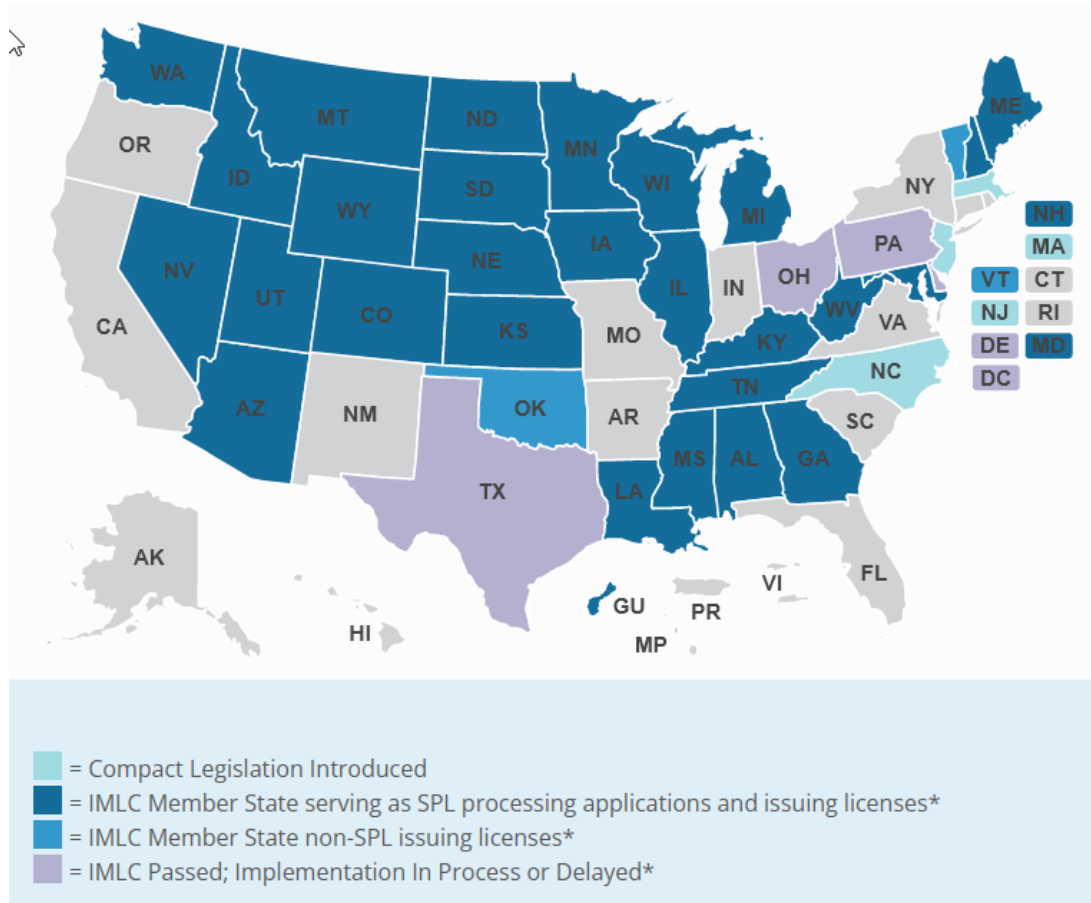 WA
MT
ND
MN
ME
OR
ID
SD
WI
NY
WY
MI
NH
IA
PA
MA
NE
NV
OH
VT
CT
UT
IL
IN
CO
WV
NJ
RI
CA
KS
MO
KY
VA
DE
MD
NC
DC
TN
AZ
NM
OK
AR
SC
MS
AL
GA
LA
TX
AK
FL
VI
GU
PR
HI
MP
= Compact Legislation Introduced
= IMLC Member State serving as SPL processing applications and issuing licenses*
= IMLC Member State non-SPL issuing licenses*
= IMLC Passed; Implementation In Process or Delayed*